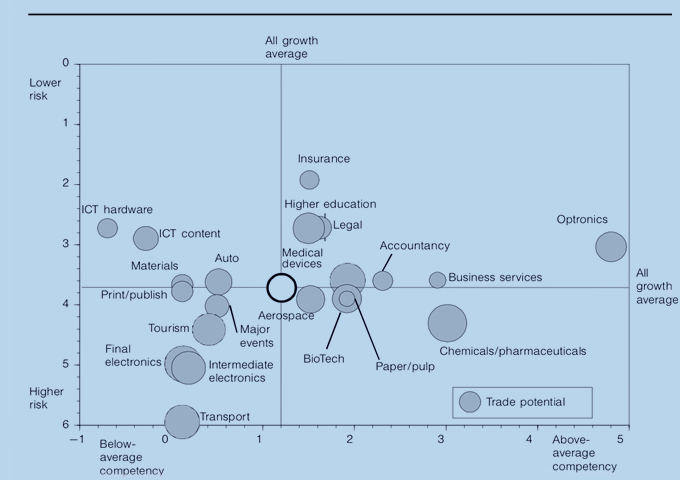 All growth
average
0
Lower
risk
1
Insurance
2
Higher education
ICT hardware
Legal
Optronics
ICT content
3
Accountancy
Medical
devices
Auto
Materials
Business services
All
growth
average
Print/publish
4
Aerospace
Tourism
Major
events
Final
electronics
BioTech
Chemicals/pharmaceuticals
Intermediate
electronics
Paper/pulp
5
Higher
risk
Trade potential
Transport
6
−1
0
1
2
3
4
5
Below-
average
competency
Above-
average
competency